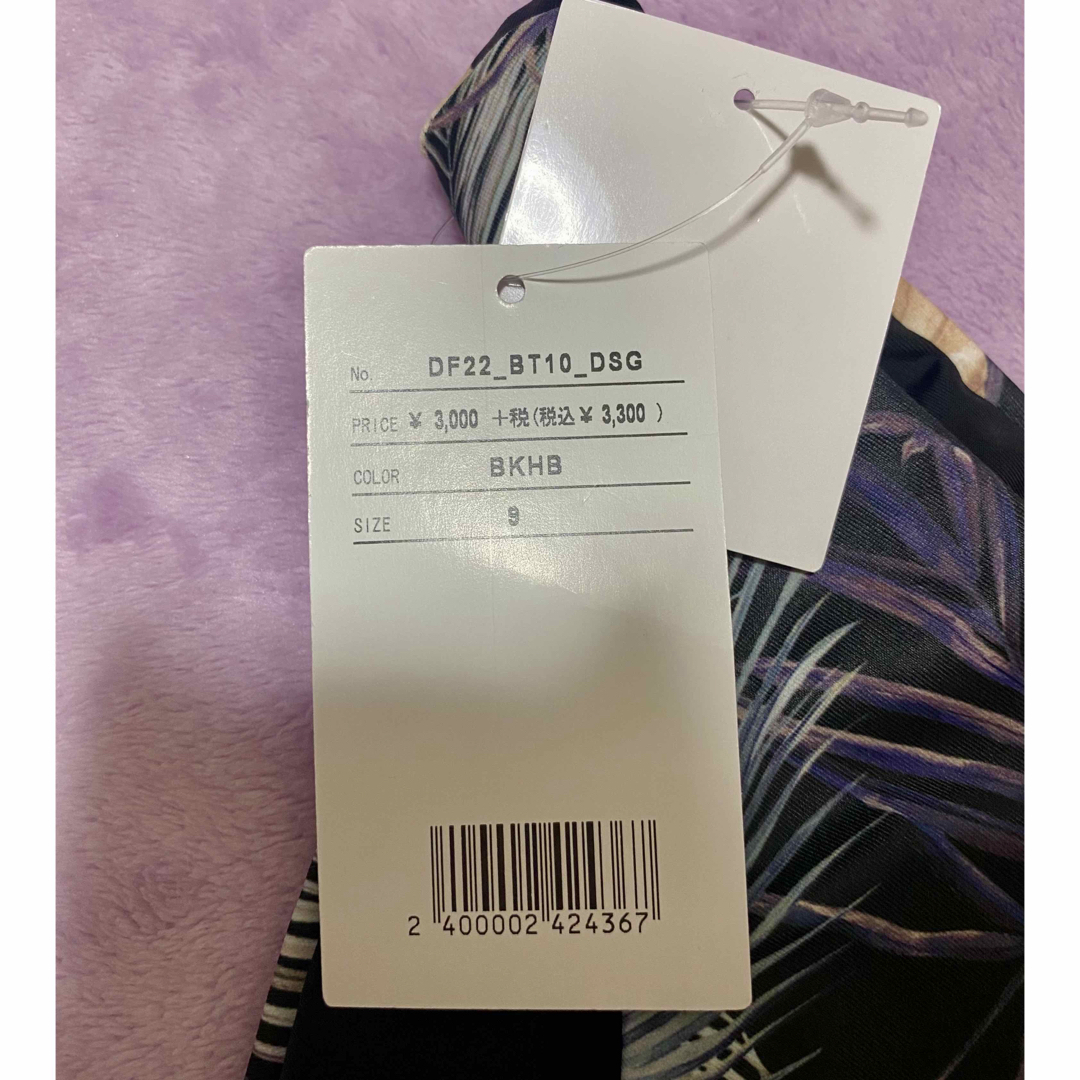 No. DF22_BT10_DSG
PRICE ¥ 3,000 +税(税込¥ 3,300 )
COLOR BKHB
SIZE 9
2 400002 424367